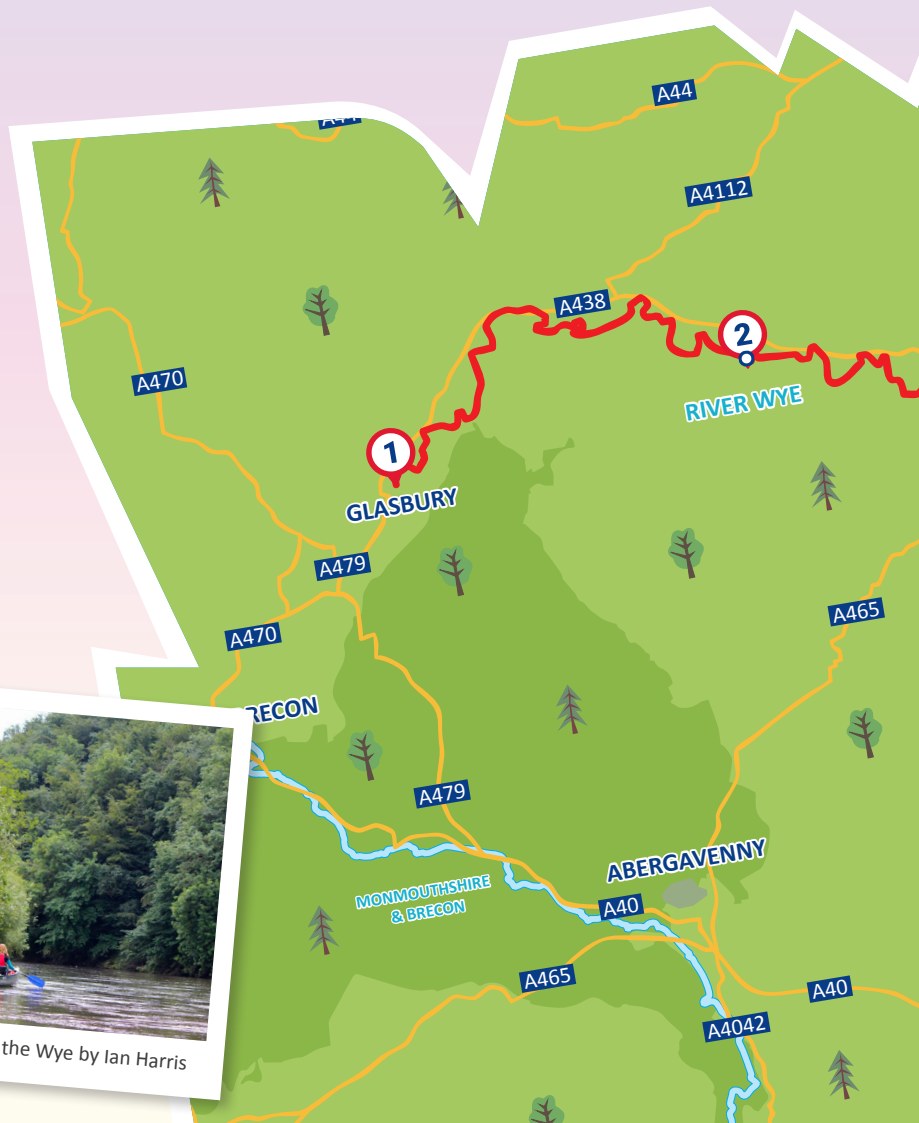 A44
A4112
A438
2
RIVER WYE
A470
1
GLASBURY
A479
A465
A470
RECON
A479
ABERGAVENNY
MONMOUTHSHIRE
& BRECON
A40
A465
A40
A4042
the Wye by Ian Harris